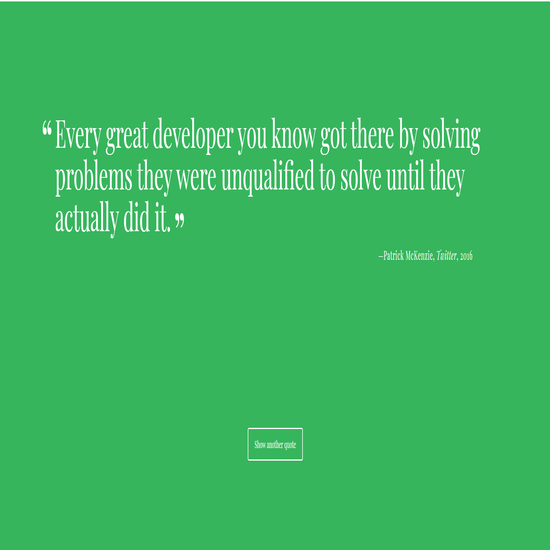 “Every great developer you know got there by solving
problems they were unqualified to solve until they
actually did it.”
–Patrick McKenzie, Twitter, 2016
Show another quote